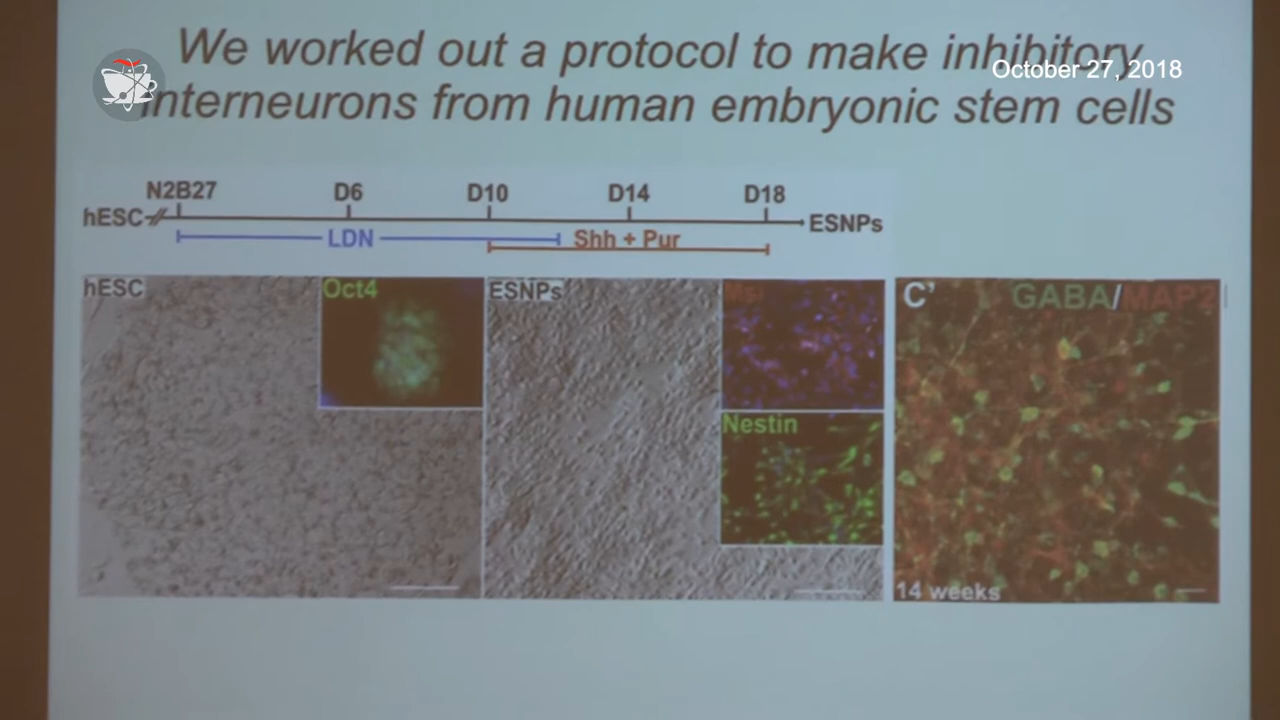 We worked out a protocol to make inhibitory
October 27, 2018
interneurons from human embryonic stem cells
N2B27 D6 D10 D14 D18
hESC ESNPs
LDN Shh + Pur
hESC Oct4 ESNPs Msi C' GABA/MAP2
Nestin
14 weeks